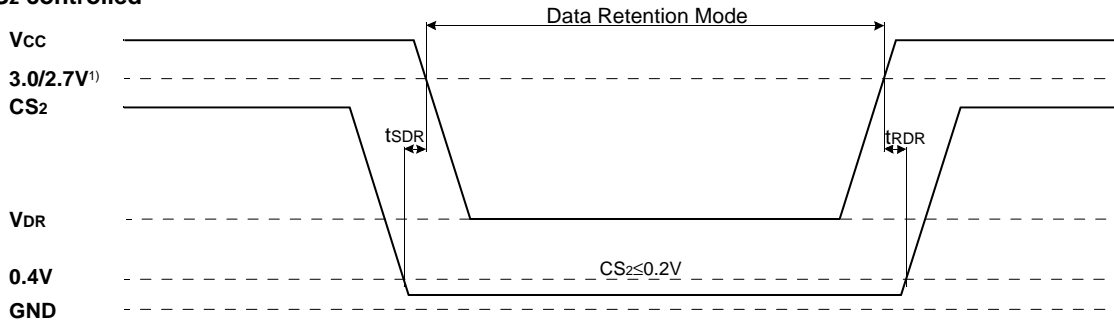 controlled
Data Retention Mode
VCC
3.0/2.7V1)
CS2
tSDR
tRDR
VDR
0.4V
CS2≤0.2V
GND